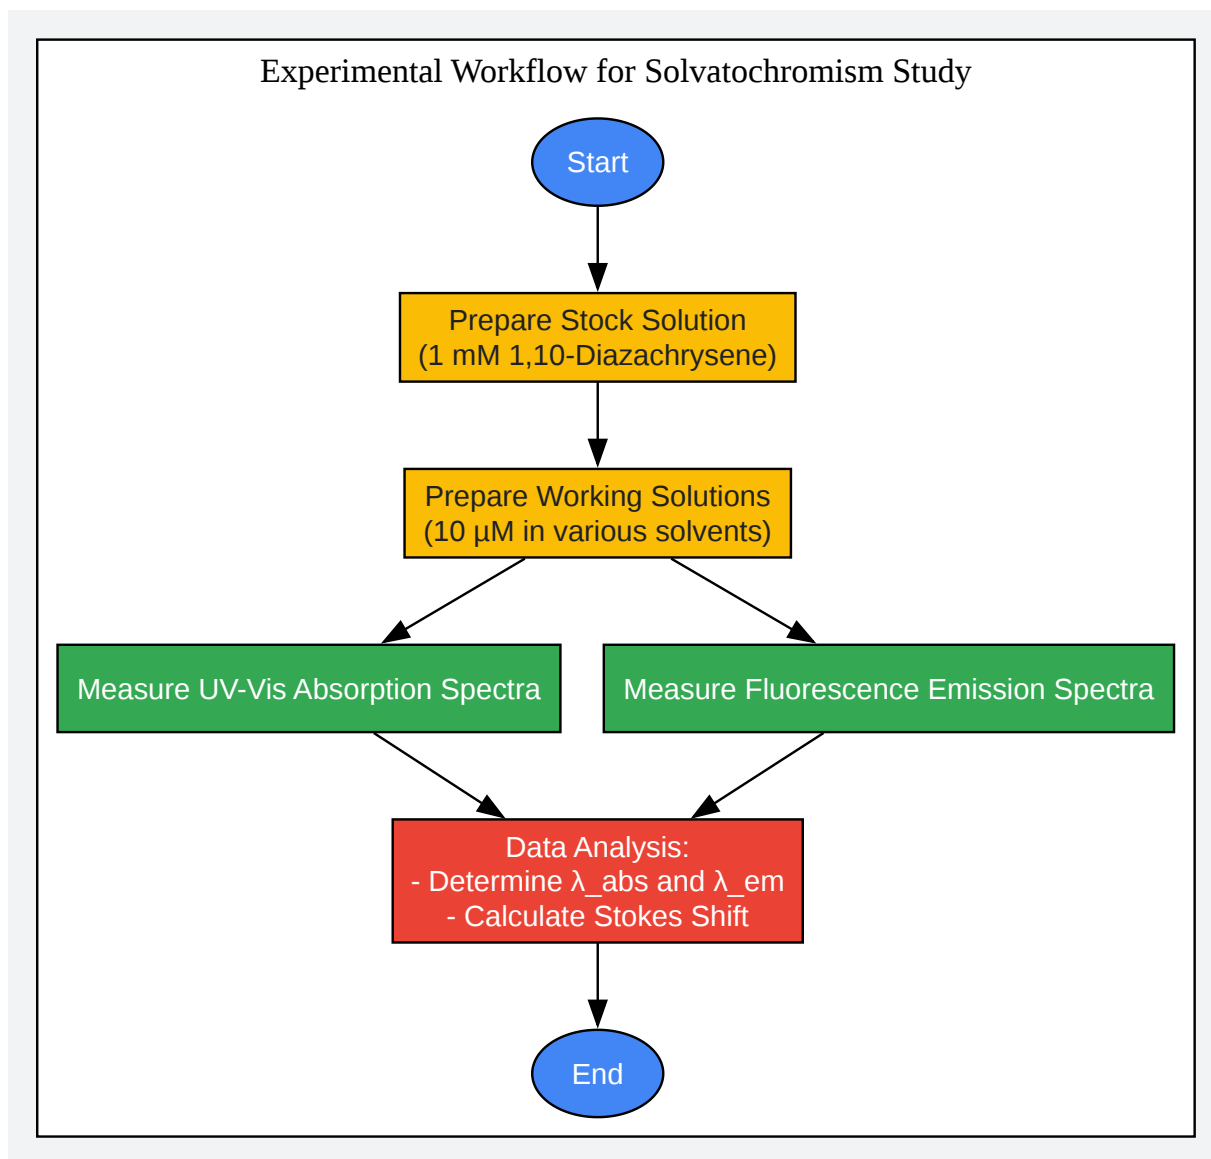 Experimental Workflow for Solvatochromism Study
Start
Prepare Stock Solution
(1 mM 1,10-Diazachrysene)
Prepare Working Solutions
(10 µM in various solvents)
Measure UV-Vis Absorption Spectra
Measure Fluorescence Emission Spectra
Data Analysis:
- Determine λ_abs and λ_em
- Calculate Stokes Shift
End